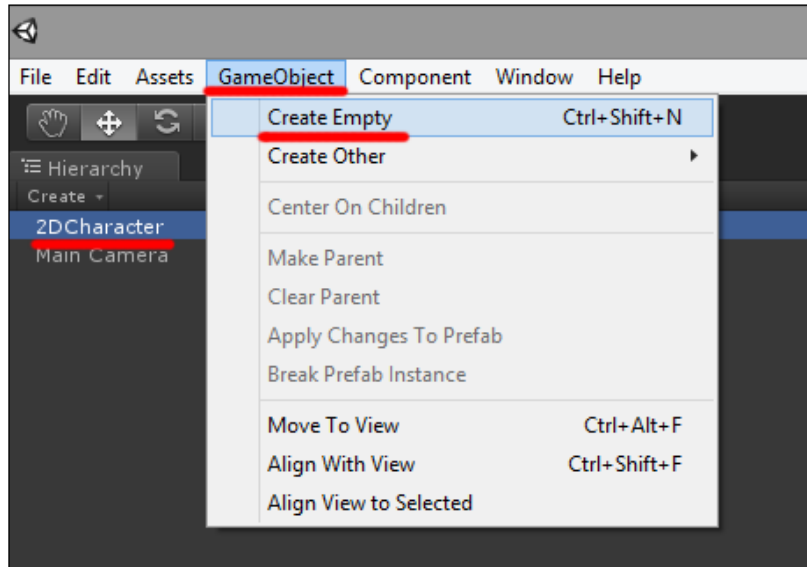 File Edit Assets GameObject Component Window Help
Create Empty Ctrl+Shift+N
Create Other
Hierarchy
Create
Center On Children
2DCharacter
Main Camera
Make Parent
Clear Parent
Apply Changes To Prefab
Break Prefab Instance
Move To View Ctrl+Alt+F
Align With View Ctrl+Shift+F
Align View to Selected